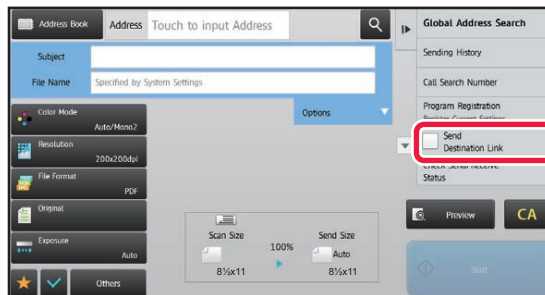 Address Book
Address
Touch to input Address
Subject
File Name
Specified by System Settings
Options
Color Mode
Auto/Mono2
Resolution
200x200dpi
File Format
PDF
Original
Exposure
Auto
Others
Scan Size
8½x11
100%
Send Size
Auto
8½x11
Global Address Search
Sending History
Call Search Number
Program Registration
Register Current Settings
Send
Destination Link
Check Send/Receive
Status
Preview
CA
Start